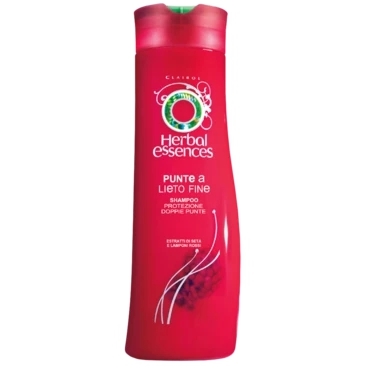 CLAIROL
Herbal
essences
PUNTE a
LIETO FINE
SHAMPOO
PROTEZIONE
DOPPIE PUNTE
ESTRATTI DI SETA
E LAMPONI ROSSI